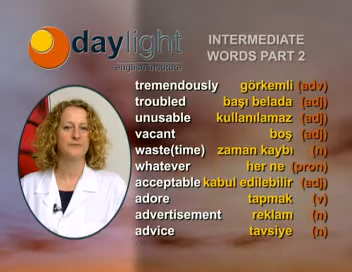 daylight
english institute
INTERMEDIATE
WORDS PART 2
tremendously görkemli (adv)
troubled başı belada (adj)
unusable kullanılamaz (adj)
vacant boş (adj)
waste(time) zaman kaybı (n)
whatever her ne (pron)
acceptable kabul edilebilir (adj)
adore tapmak (v)
advertisement reklam (n)
advice tavsiye (n)